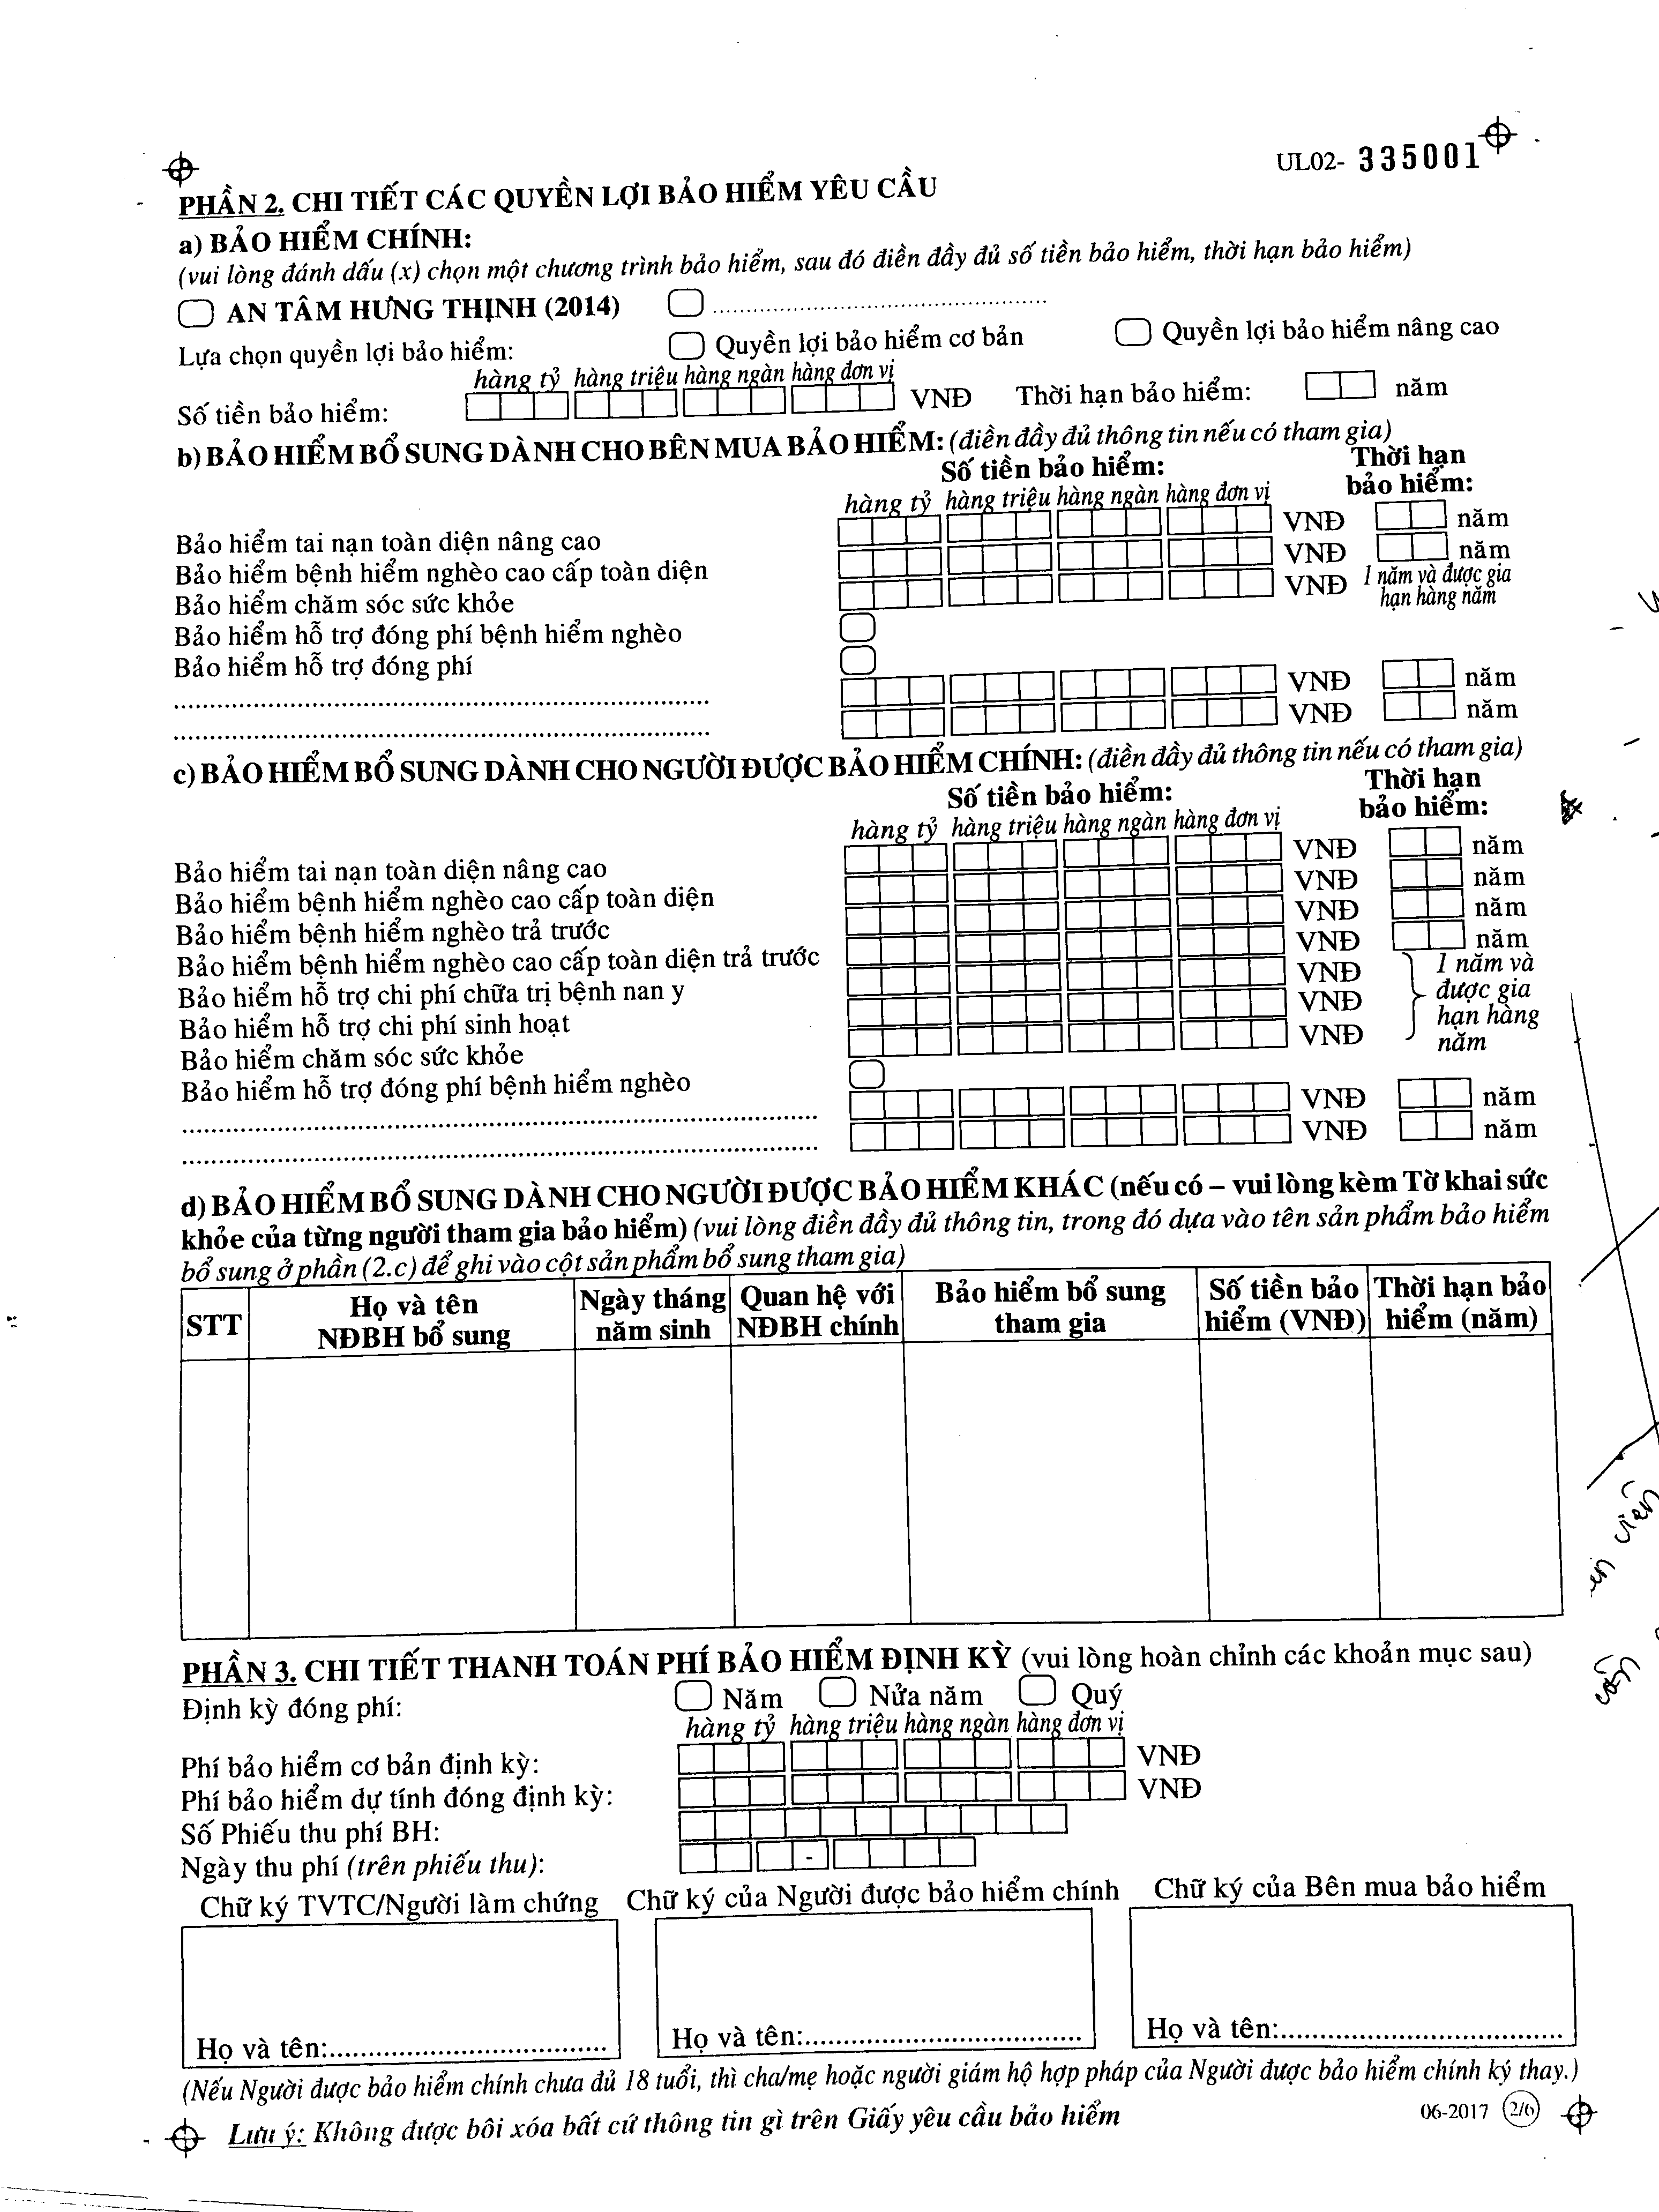 UL02- 335001
PHẦN 2. CHI TIẾT CÁC QUYỀN LỢI BẢO HIỂM YÊU CẦU
a) BẢO HIỂM CHÍNH:
(vui lòng đánh dấu (x) chọn một chương trình bảo hiểm, sau đó điền đầy đủ số tiền bảo hiểm, thời hạn bảo hiểm)
AN TÂM HƯNG THỊNH (2014) ..........................................
Lựa chọn quyền lợi bảo hiểm: Quyền lợi bảo hiểm cơ bản Quyền lợi bảo hiểm nâng cao
hàng tỷ hàng triệu hàng ngàn hàng đơn vị
Số tiền bảo hiểm: VNĐ Thời hạn bảo hiểm: năm
b) BẢO HIỂM BỔ SUNG DÀNH CHO BÊN MUA BẢO HIỂM: (điền đầy đủ thông tin nếu có tham gia)
Số tiền bảo hiểm: Thời hạn
hàng tỷ hàng triệu hàng ngàn hàng đơn vị bảo hiểm:
Bảo hiểm tai nạn toàn diện nâng cao VNĐ năm
Bảo hiểm bệnh hiểm nghèo cao cấp toàn diện VNĐ năm
Bảo hiểm chăm sóc sức khỏe VNĐ 1 năm và được gia
hạn hàng năm
Bảo hiểm hỗ trợ đóng phí bệnh hiểm nghèo
Bảo hiểm hỗ trợ đóng phí
............................................................ VNĐ năm
............................................................ VNĐ năm
c) BẢO HIỂM BỔ SUNG DÀNH CHO NGƯỜI ĐƯỢC BẢO HIỂM CHÍNH: (điền đầy đủ thông tin nếu có tham gia)
Số tiền bảo hiểm: Thời hạn
hàng tỷ hàng triệu hàng ngàn hàng đơn vị bảo hiểm:
Bảo hiểm tai nạn toàn diện nâng cao VNĐ năm
Bảo hiểm bệnh hiểm nghèo cao cấp toàn diện VNĐ năm
Bảo hiểm bệnh hiểm nghèo trả trước VNĐ năm
Bảo hiểm bệnh hiểm nghèo cao cấp toàn diện trả trước VNĐ năm
Bảo hiểm hỗ trợ chi phí chữa trị bệnh nan y VNĐ 1 năm và
Bảo hiểm hỗ trợ chi phí sinh hoạt VNĐ được gia
Bảo hiểm chăm sóc sức khỏe VNĐ hạn hàng
năm
Bảo hiểm hỗ trợ đóng phí bệnh hiểm nghèo
............................................................ VNĐ năm
............................................................ VNĐ năm
d) BẢO HIỂM BỔ SUNG DÀNH CHO NGƯỜI ĐƯỢC BẢO HIỂM KHÁC (nếu có – vui lòng kèm Tờ khai sức
khỏe của từng người tham gia bảo hiểm) (vui lòng điền đầy đủ thông tin, trong đó dựa vào tên sản phẩm bảo hiểm
bổ sung ở phần (2.c) để ghi vào cột sản phẩm bổ sung tham gia)
STT Họ và tên Ngày tháng Quan hệ với Bảo hiểm bổ sung Số tiền bảo Thời hạn bảo
NĐBH bổ sung năm sinh NĐBH chính tham gia hiểm (VNĐ) hiểm (năm)
viên
PHẦN 3. CHI TIẾT THANH TOÁN PHÍ BẢO HIỂM ĐỊNH KỲ (vui lòng hoàn chỉnh các khoản mục sau)
Định kỳ đóng phí: Năm Nửa năm Quý
hàng tỷ hàng triệu hàng ngàn hàng đơn vị
Phí bảo hiểm cơ bản định kỳ: VNĐ
Phí bảo hiểm dự tính đóng định kỳ: VNĐ
Số Phiếu thu phí BH:
Ngày thu phí (trên phiếu thu): -
Chữ ký TVTC/Người làm chứng Chữ ký của Người được bảo hiểm chính Chữ ký của Bên mua bảo hiểm
Họ và tên:................................... Họ và tên:................................... Họ và tên:...................................
(Nếu Người được bảo hiểm chính chưa đủ 18 tuổi, thì cha/mẹ hoặc người giám hộ hợp pháp của Người được bảo hiểm chính ký thay.)
Lưu ý: Không được bôi xóa bất cứ thông tin gì trên Giấy yêu cầu bảo hiểm
06-2017 2/6